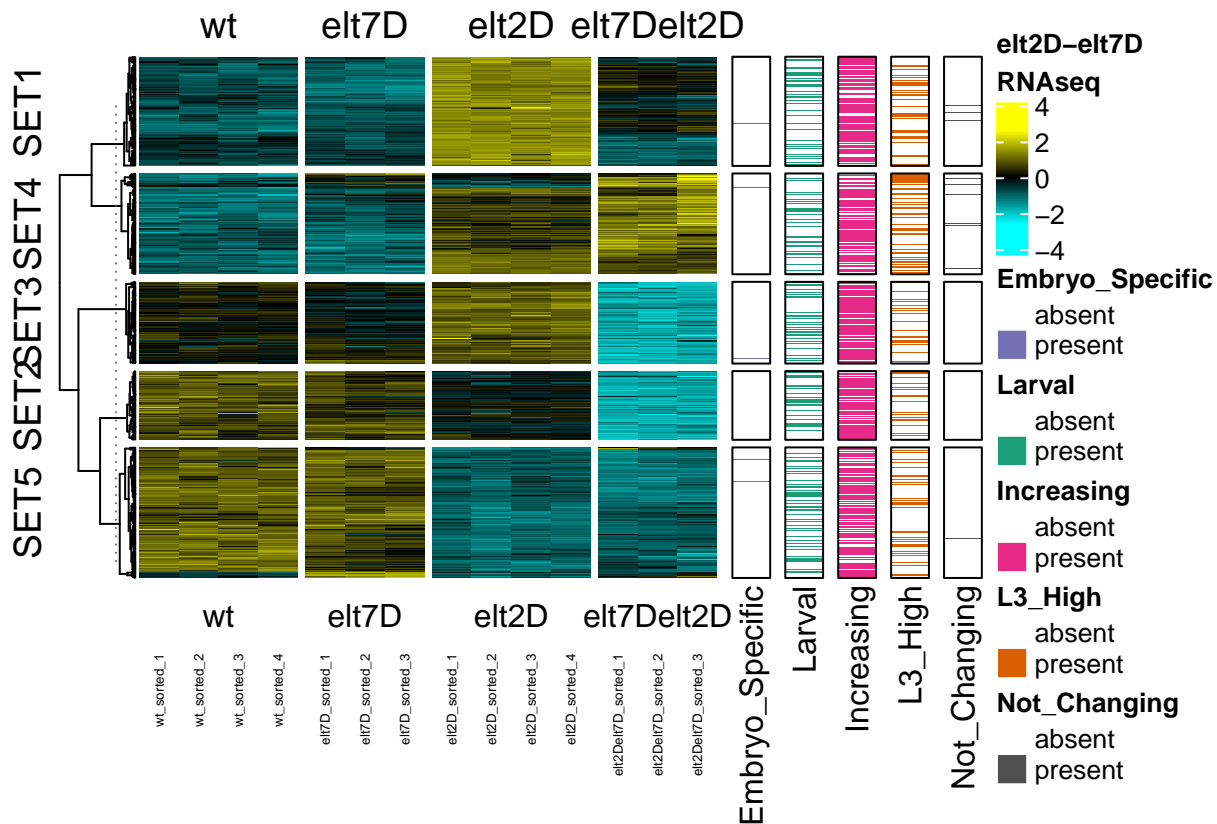 wt elt7D elt2D elt7Delt2D
SET1
SET4
SET3
SET2
SET5
wt elt7D elt2D elt7Delt2D
wt_sorted_1
wt_sorted_2
wt_sorted_3
wt_sorted_4
elt7D_sorted_1
elt7D_sorted_2
elt7D_sorted_3
elt2D_sorted_1
elt2D_sorted_2
elt2D_sorted_3
elt2D_sorted_4
elt2Delt7D_sorted_1
elt2Delt7D_sorted_2
elt2Delt7D_sorted_3
Embryo_Specific
Larval
Increasing
L3_High
Not_Changing
elt2D−elt7D
RNAseq
4
2
0
−2
−4
Embryo_Specific
absent
present
Larval
absent
present
Increasing
absent
present
L3_High
absent
present
Not_Changing
absent
present